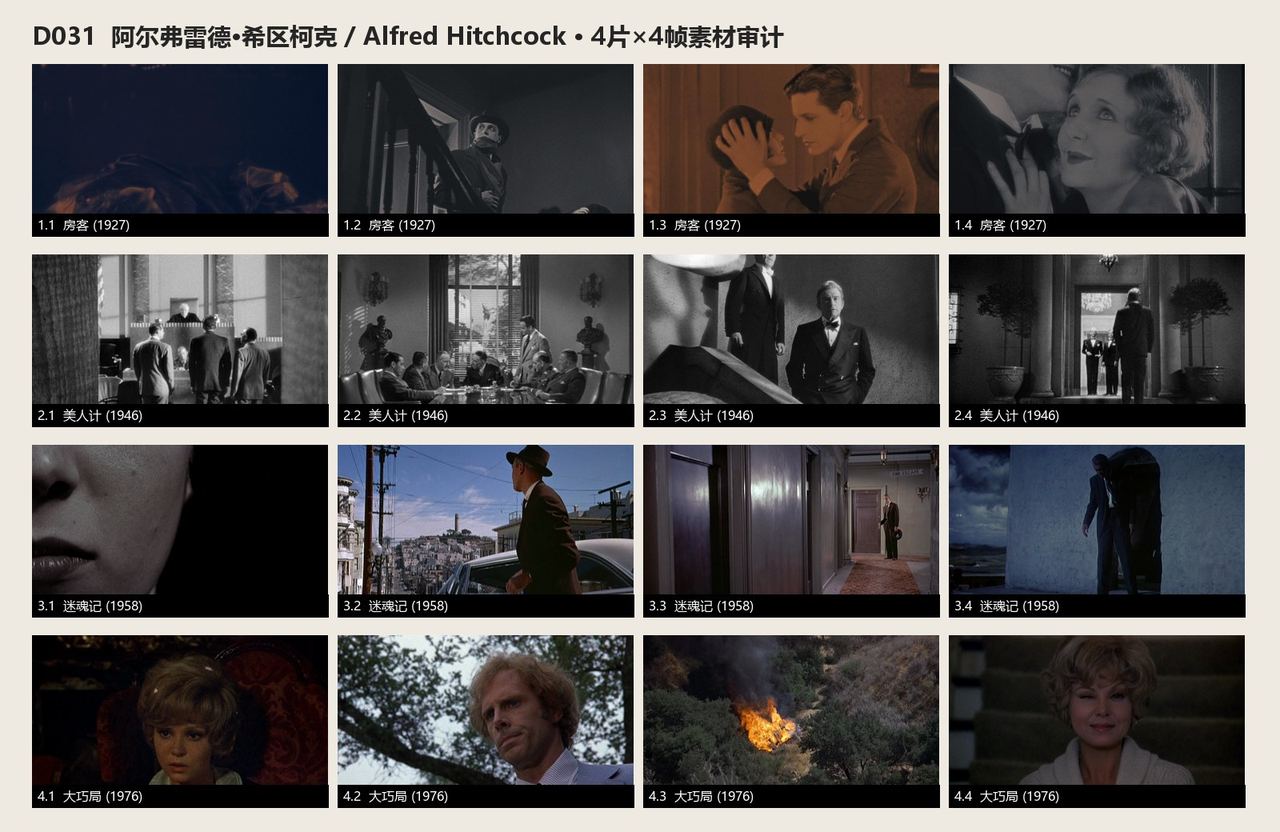 D031 阿尔弗雷德•希区柯克 / Alfred Hitchcock • 4片×4帧素材审计
1.1 房客 (1927)
1.2 房客 (1927)
1.3 房客 (1927)
1.4 房客 (1927)
2.1 美人计 (1946)
2.2 美人计 (1946)
2.3 美人计 (1946)
2.4 美人计 (1946)
3.1 迷魂记 (1958)
3.2 迷魂记 (1958)
3.3 迷魂记 (1958)
3.4 迷魂记 (1958)
4.1 大巧局 (1976)
4.2 大巧局 (1976)
4.3 大巧局 (1976)
4.4 大巧局 (1976)